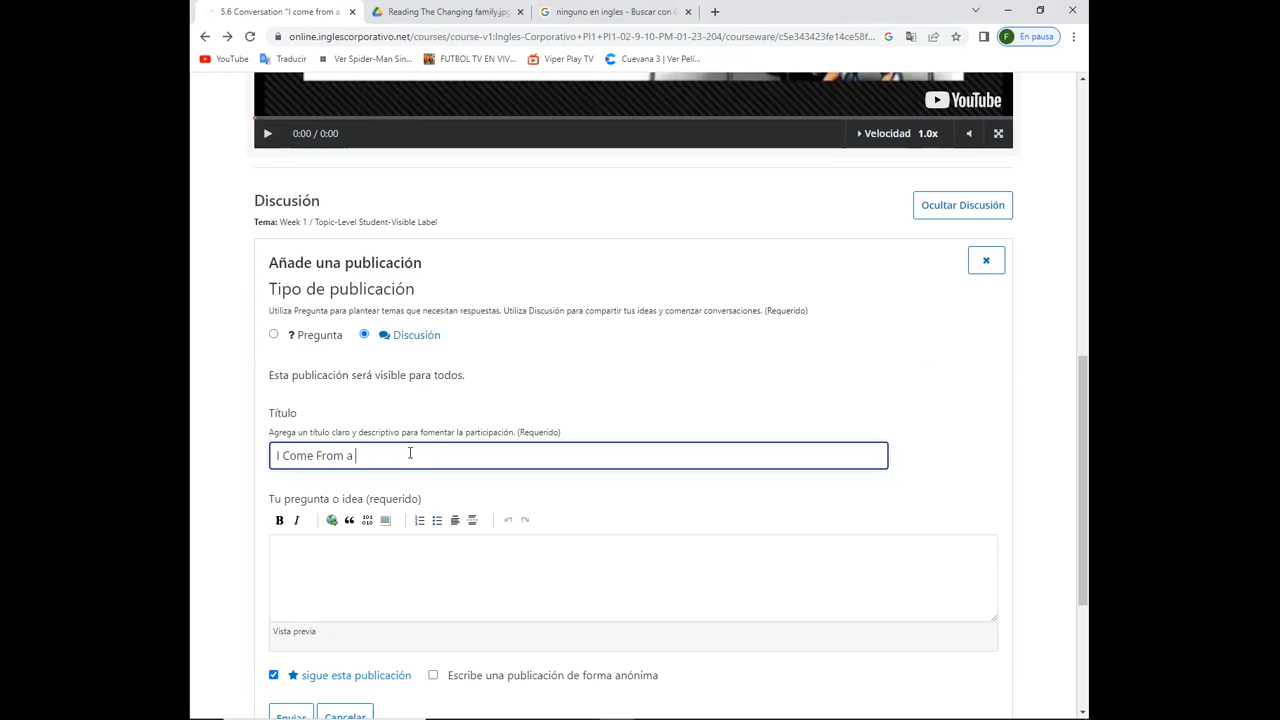 5.6 Conversation "I come from a
Reading The Changing family.jpg
ninguno en ingles - Buscar con G
online.inglescorporativo.net/courses/course-v1:Ingles-Corporativo+PI1+PI1-02-9-10-PM-01-23-204/courseware/c5e343423fe14ce58f...
F En pausa
YouTube
Traducir
Ver Spider-Man Sin...
FUTBOL TV EN VIV...
Viper Play TV
Cuevana 3 | Ver Pelí...
YouTube
0:00 / 0:00
Velocidad 1.0x
Discusión
Ocultar Discusión
Tema: Week 1 / Topic-Level Student-Visible Label
Añade una publicación
Tipo de publicación
Utiliza Pregunta para plantear temas que necesitan respuestas. Utiliza Discusión para compartir tus ideas y comenzar conversaciones. (Requerido)
? Pregunta
Discusión
Esta publicación será visible para todos.
Título
Agrega un título claro y descriptivo para fomentar la participación. (Requerido)
I Come From a
Tu pregunta o idea (requerido)
B I
Vista previa
sigue esta publicación
Escribe una publicación de forma anónima
Enviar
Cancelar